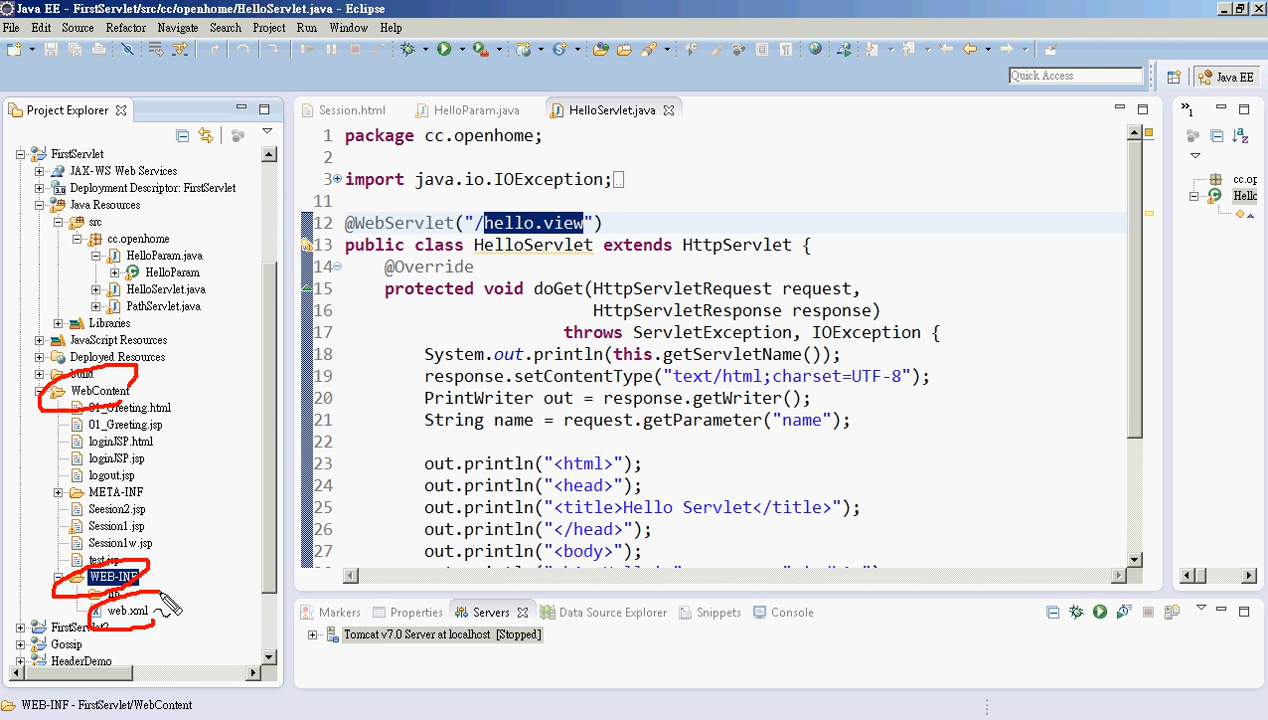 Java EE - FirstServlet/src/cc/openhome/HelloServlet.java - Eclipse
File Edit Source Refactor Navigate Search Project Run Window Help
Quick Access
Java EE
Project Explorer
FirstServlet
JAX-WS Web Services
Deployment Descriptor: FirstServlet
Java Resources
src
cc.openhome
HelloParam.java
HelloParam
HelloServlet.java
PathServlet.java
Libraries
JavaScript Resources
Deployed Resources
build
WebContent
01_Greeting.html
01_Greeting.jsp
loginJSP.html
loginJSP.jsp
logout.jsp
META-INF
Seesion2.jsp
Session1.jsp
Session1w.jsp
test.jsp
WEB-INF
lib
web.xml
FirstServlet2
Gossip
HeaderDemo
Session.html HelloParam.java HelloServlet.java
1 package cc.openhome;
2
3 import java.io.IOException;
11
12 @WebServlet("/hello.view")
13 public class HelloServlet extends HttpServlet {
14 @Override
15 protected void doGet(HttpServletRequest request,
16 HttpServletResponse response)
17 throws ServletException, IOException {
18 System.out.println(this.getServletName());
19 response.setContentType("text/html;charset=UTF-8");
20 PrintWriter out = response.getWriter();
21 String name = request.getParameter("name");
22
23 out.println("<html>");
24 out.println("<head>");
25 out.println("<title>Hello Servlet</title>");
26 out.println("</head>");
27 out.println("<body>");
cc.op
Hello
Markers Properties Servers Data Source Explorer Snippets Console
Tomcat v7.0 Server at localhost [Stopped]
WEB-INF - FirstServlet/WebContent